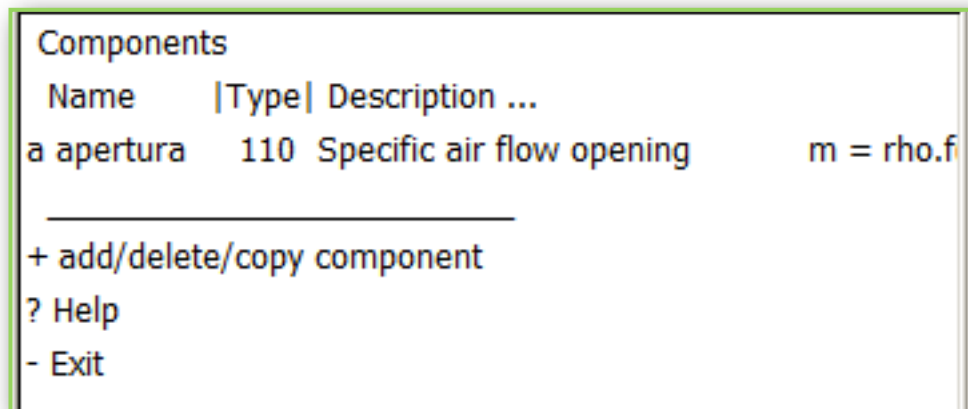 Components
Name |Type| Description ...
a apertura 110 Specific air flow opening m = rho.f
+ add/delete/copy component
? Help
- Exit